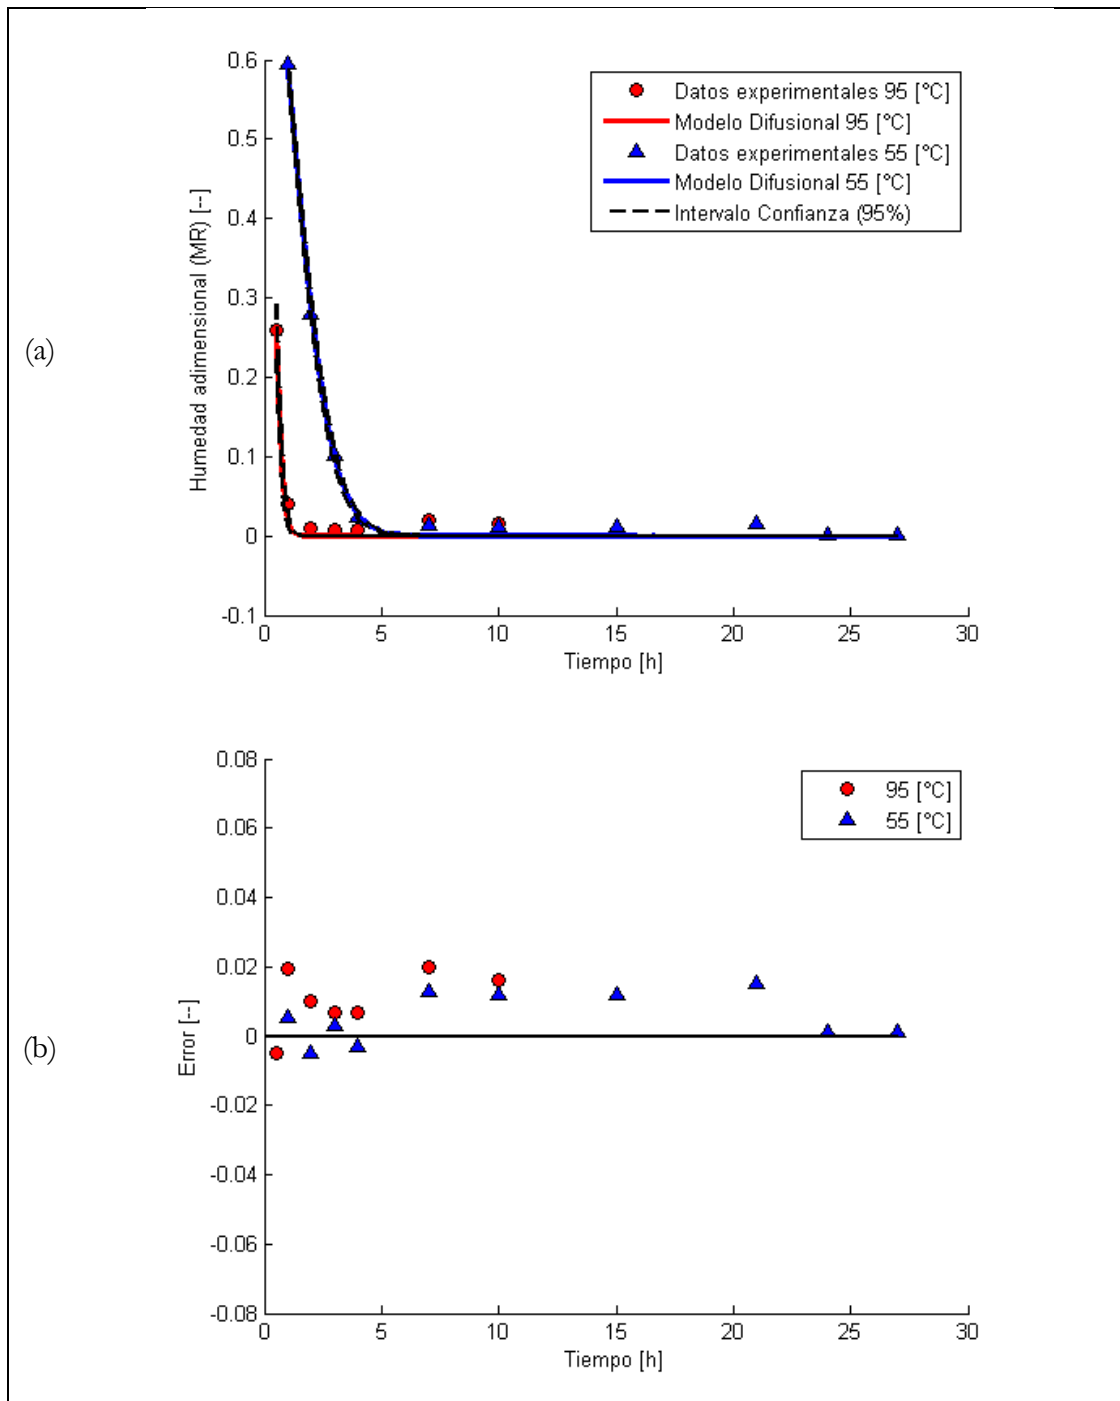 (a)
Humedad adimensional (MR) [--]
0.6
0.5
0.4
0.3
0.2
0.1
0
-0.1
Datos experimentales 95 [°C]
Modelo Difusional 95 [°C]
Datos experimentales 55 [°C]
Modelo Difusional 55 [°C]
Intervalo Confianza (95%)
0 5 10 15 20 25 30
Tiempo [h]
(b)
Error [--]
0.08
0.06
0.04
0.02
0
-0.02
-0.04
-0.06
-0.08
95 [°C]
55 [°C]
0 5 10 15 20 25 30
Tiempo [h]